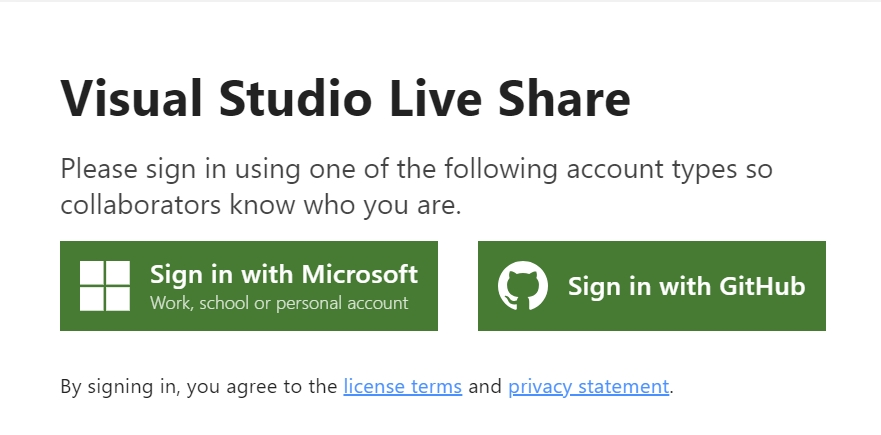 Visual Studio Live Share
Please sign in using one of the following account types so
collaborators know who you are.
Sign in with Microsoft
Work, school or personal account
Sign in with GitHub
By signing in, you agree to the license terms and privacy statement.